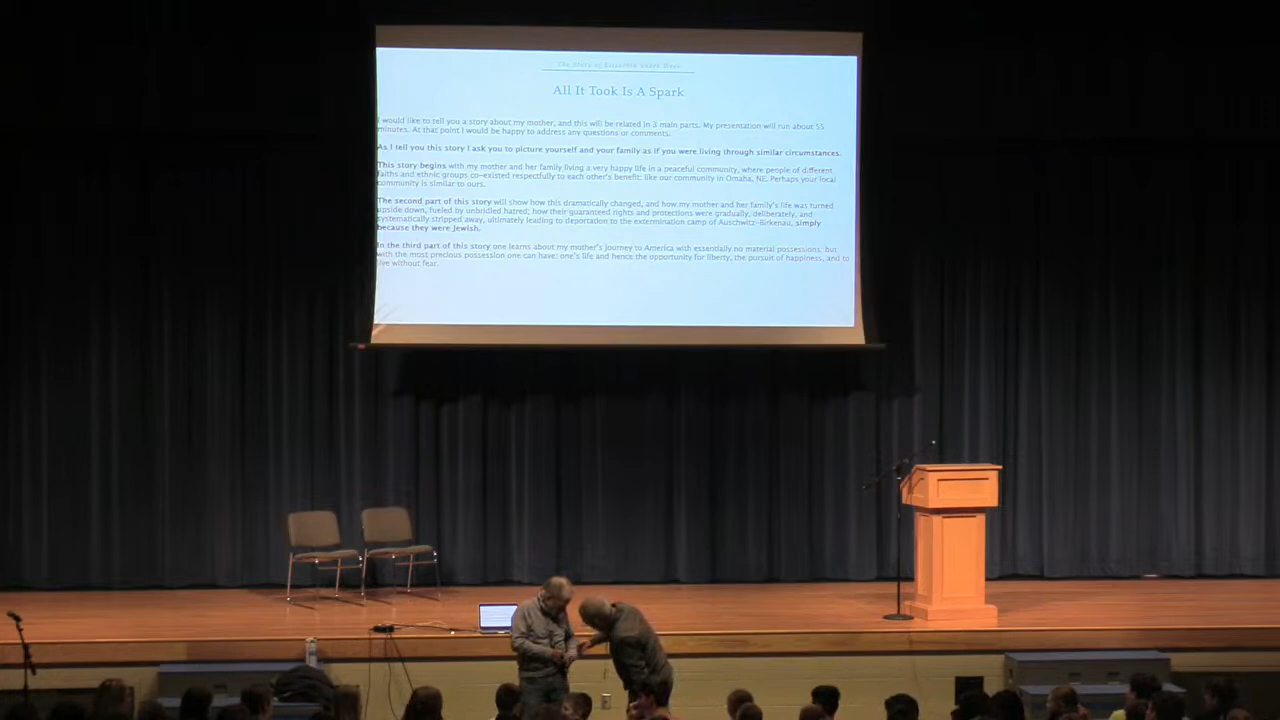 The Story of
All It Took Is A Spark
I would like to tell you a story about my mother, and this will be related in 3 main parts. My presentation will run about 55
minutes. At that point I would be happy to address any questions or comments.
As I tell you this story I ask you to picture yourself and your family as if you were living through similar circumstances.
This story begins with my mother and her family living a very happy life in a peaceful community, where people of different
faiths and ethnic groups co-existed respectfully to each other's benefit; like our community in Omaha, NE. Perhaps your local
community is similar to ours.
The second part of this story will show how this dramatically changed, and how my mother and her family's life was turned
upside down, fueled by unbridled hatred; how their guaranteed rights and protections were gradually, deliberately, and
systematically stripped away, ultimately leading to deportation to the extermination camp of Auschwitz-Birkenau, simply
because they were Jewish.
In the third part of this story one learns about my mother's journey to America with essentially no material possessions, but
with the most precious possession one can have: one's life and hence the opportunity for liberty, the pursuit of happiness, and to
live without fear.